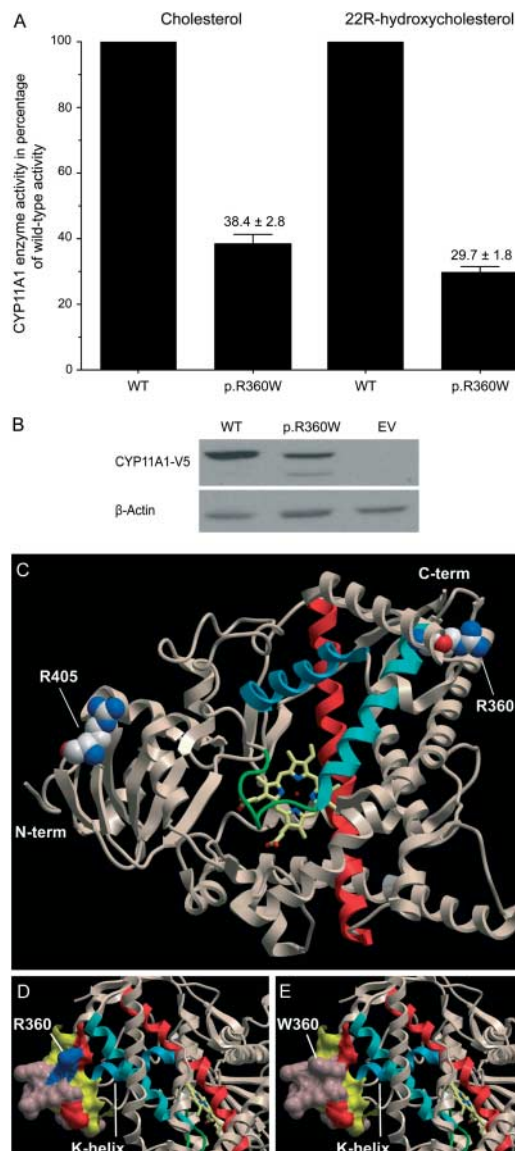 A
Cholesterol 22R-hydroxycholesterol
CYP11A1 enzyme activity in percentage
of wild-type activity
100
80
60
40
20
0
38.4 ± 2.8
29.7 ± 1.8
WT p.R360W WT p.R360W
B
WT p.R360W EV
CYP11A1-V5
β-Actin
C
C-term
R405
R360
N-term
D
R360
K-helix
E
W360
K-helix